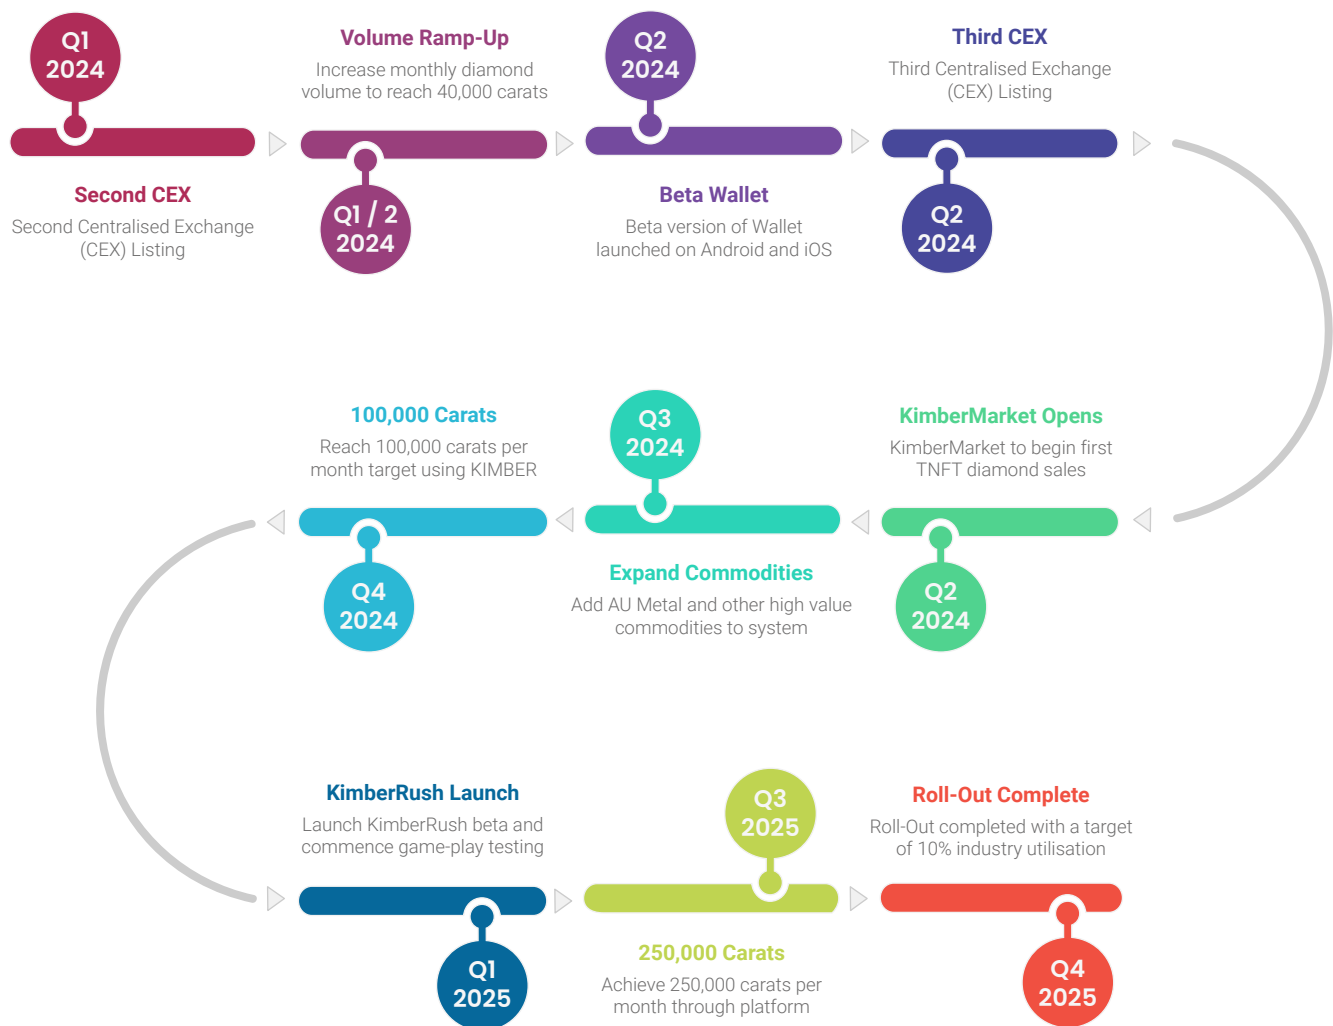 Q1
2024
Second CEX
Second Centralised Exchange
(CEX) Listing
Volume Ramp-Up
Increase monthly diamond
volume to reach 40,000 carats
Q1 / 2
2024
Q2
2024
Beta Wallet
Beta version of Wallet
launched on Android and iOS
Third CEX
Third Centralised Exchange
(CEX) Listing
Q2
2024
KimberMarket Opens
KimberMarket to begin first
TNFT diamond sales
Q2
2024
Q3
2024
Expand Commodities
Add AU Metal and other high value
commodities to system
100,000 Carats
Reach 100,000 carats per
month target using KIMBER
Q4
2024
KimberRush Launch
Launch KimberRush beta and
commence game-play testing
Q1
2025
Q3
2025
250,000 Carats
Achieve 250,000 carats per
month through platform
Roll-Out Complete
Roll-Out completed with a target
of 10% industry utilisation
Q4
2025